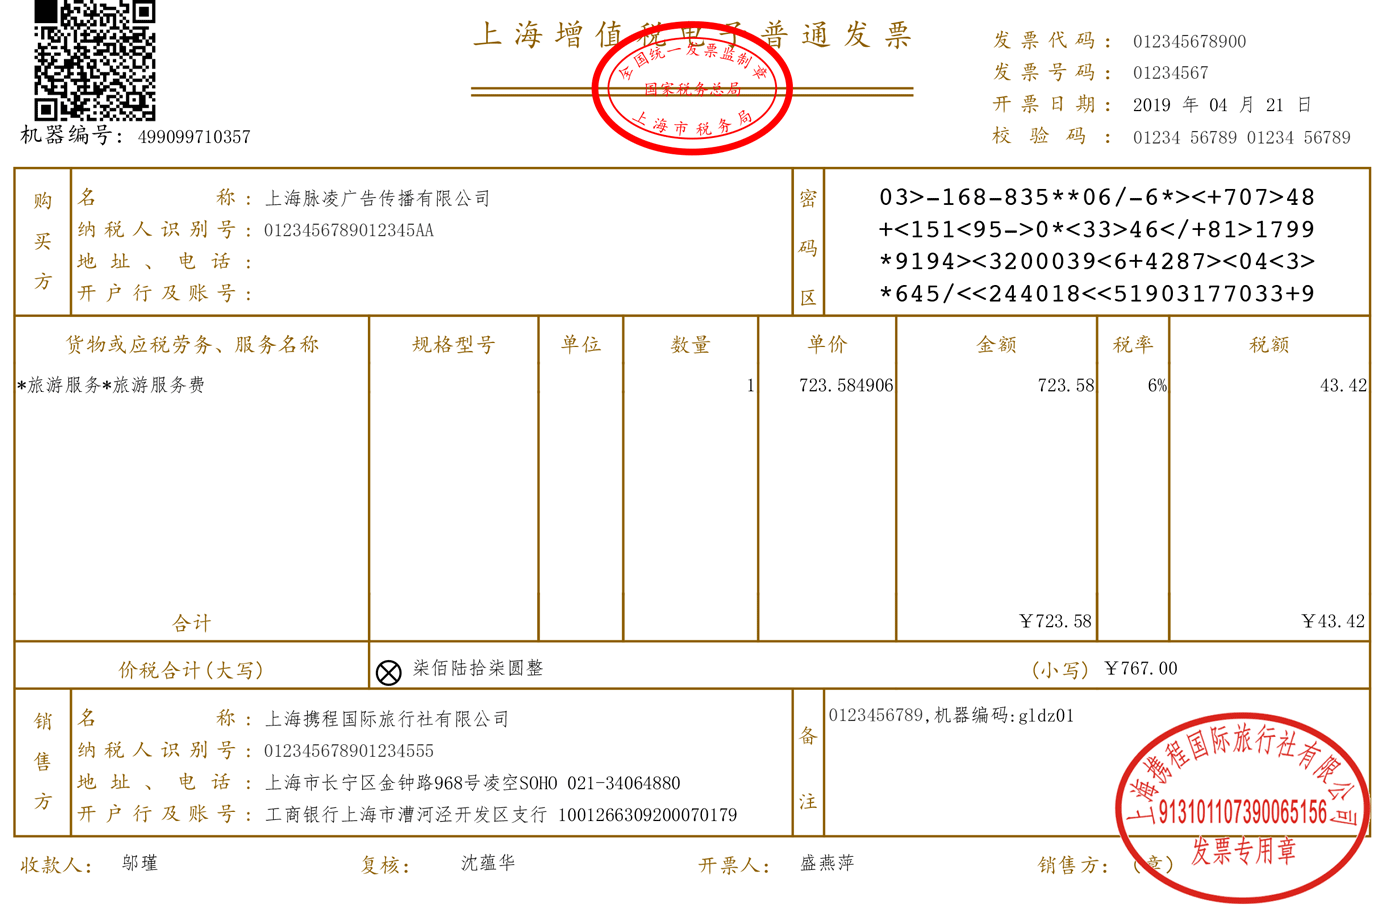 上海增值税电子普通发票
全国统一发票监制章
国家税务总局
上海市税务局
发票代码: 012345678900
发票号码: 01234567
开票日期: 2019 年 04 月 21 日
校验码: 01234 56789 01234 56789
机器编号: 499099710357
购买方
名称: 上海脉凌广告传播有限公司
纳税人识别号: 0123456789012345AA
地址、电话:
开户行及账号:
密码区
03>-168-835**06/-6*><+707>48
+<151<95->0*<33>46</+81>1799
*9194><3200039<6+4287><04<3>
*645/<<244018<<51903177033+9
货物或应税劳务、服务名称 规格型号 单位 数量 单价 金额 税率 税额
*旅游服务*旅游服务费 1 723.584906 723.58 6% 43.42
合计 ¥723.58 ¥43.42
价税合计(大写) 柒佰陆拾柒圆整 (小写) ¥767.00
销售方
名称: 上海携程国际旅行社有限公司
纳税人识别号: 012345678901234555
地址、电话: 上海市长宁区金钟路968号凌空SOHO 021-34064880
开户行及账号: 工商银行上海市漕河泾开发区支行 1001266309200070179
备注
0123456789,机器编码:gldz01
上海携程国际旅行社有限公司
913101107390065156
发票专用章
收款人: 邬瑾 复核: 沈蕴华 开票人: 盛燕萍 销售方: (章)